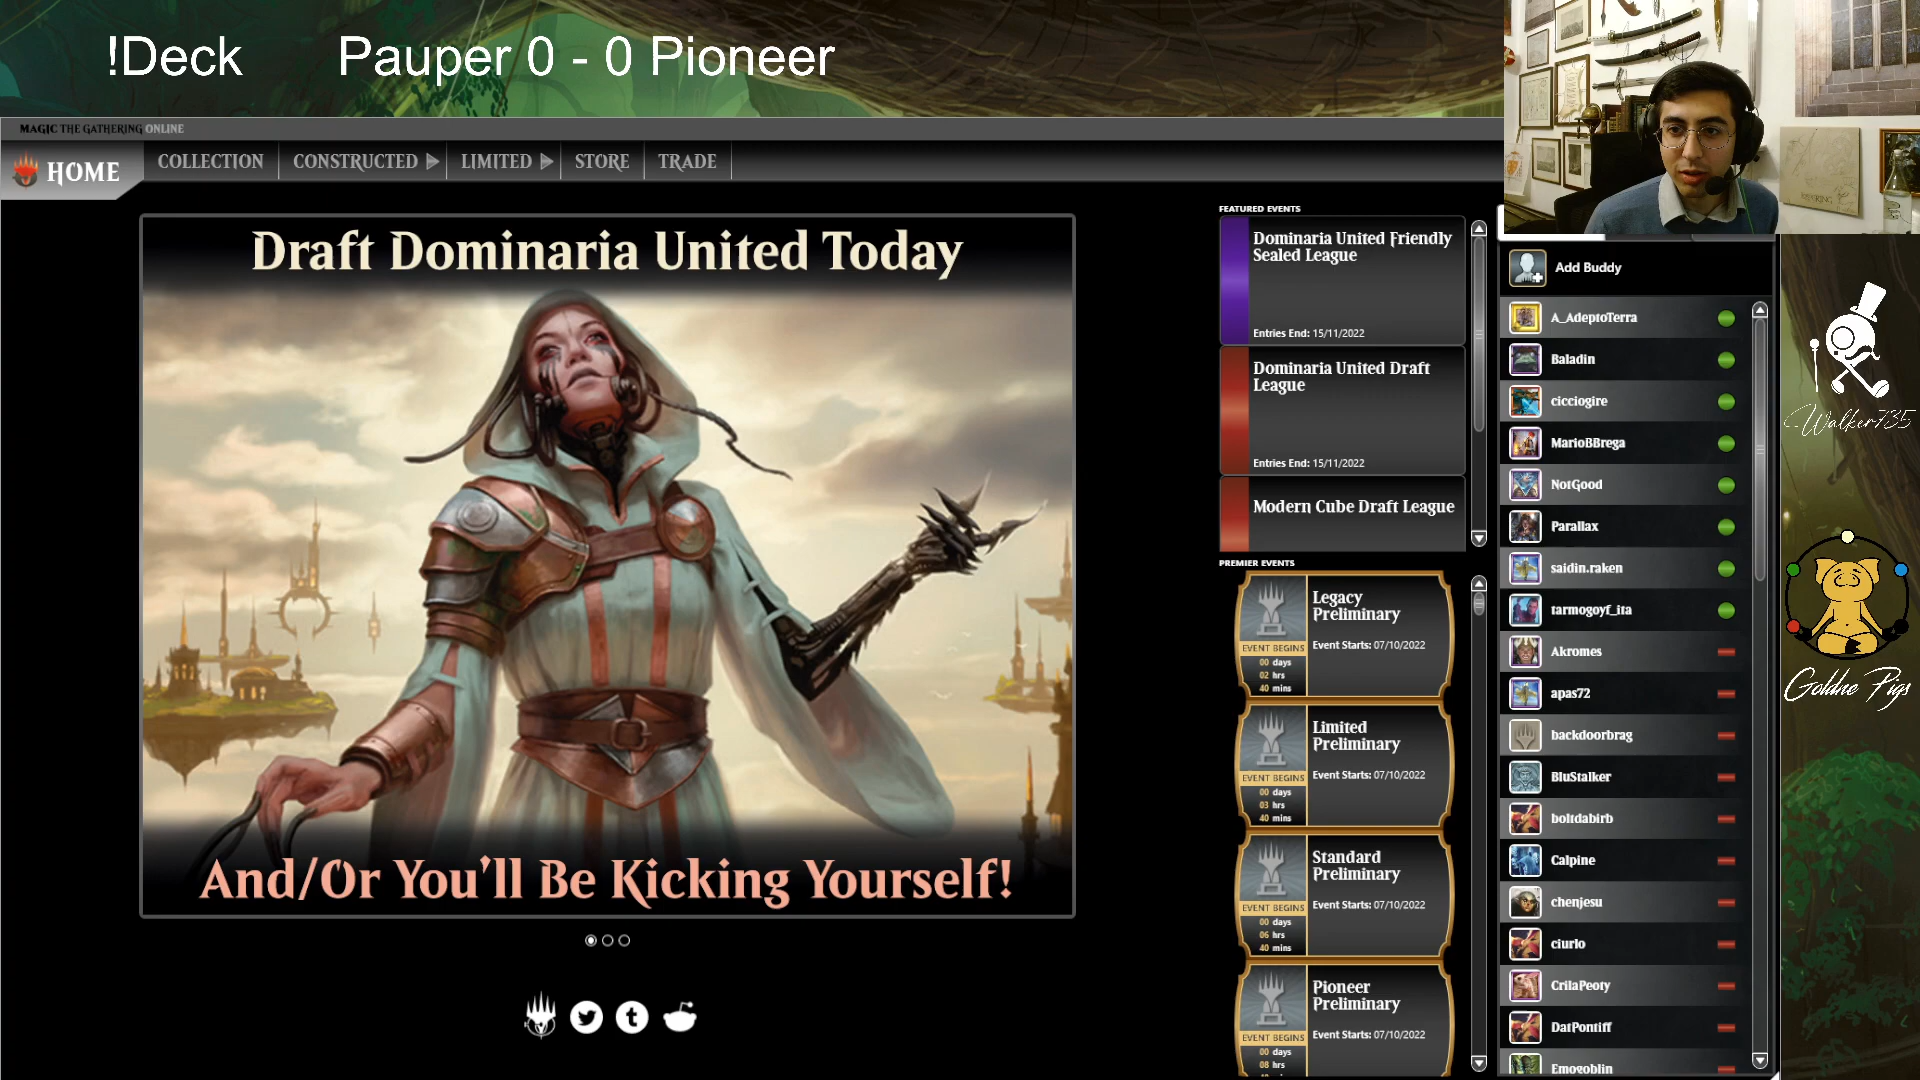 !Deck Pauper 0 - 0 Pioneer
MAGIC THE GATHERING ONLINE
HOME COLLECTION CONSTRUCTED LIMITED STORE TRADE
Draft Dominaria United Today
And/Or You'll Be Kicking Yourself!
FEATURED EVENTS
Dominaria United Friendly
Sealed League
Entries End: 15/11/2022
Dominaria United Draft
League
Entries End: 15/11/2022
Modern Cube Draft League
PREMIER EVENTS
Legacy
Preliminary
Event Starts: 07/10/2022
EVENT BEGINS
00 days
02 hrs
40 mins
Limited
Preliminary
Event Starts: 07/10/2022
EVENT BEGINS
00 days
03 hrs
40 mins
Standard
Preliminary
Event Starts: 07/10/2022
EVENT BEGINS
00 days
06 hrs
40 mins
Pioneer
Preliminary
Event Starts: 07/10/2022
EVENT BEGINS
00 days
08 hrs
Add Buddy
A_AdeptoTerra
Baladin
cicciogire
MarioBBrega
NotGood
Parallax
saidin.raken
tarmogoyf_ita
Akromes
apas72
backdoorbrag
BluStalker
boltdabirb
Calpine
chenjesu
ciurlo
CrilaPeoty
DatPontiff
Emogoblin
Walker735
Goldne Pigs